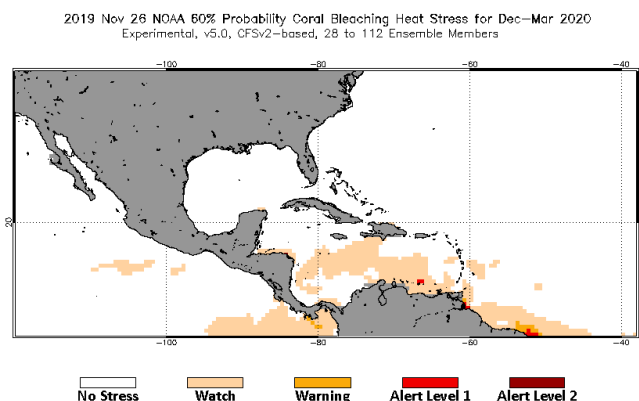 2019 Nov 26 NOAA 60% Probability Coral Bleaching Heat Stress for Dec-Mar 2020
Experimental, v5.0, CFSv2-based, 28 to 112 Ensemble Members
-100 -80 -60 -40
20
-100 -80 -60 -40
No Stress Watch Warning Alert Level 1 Alert Level 2